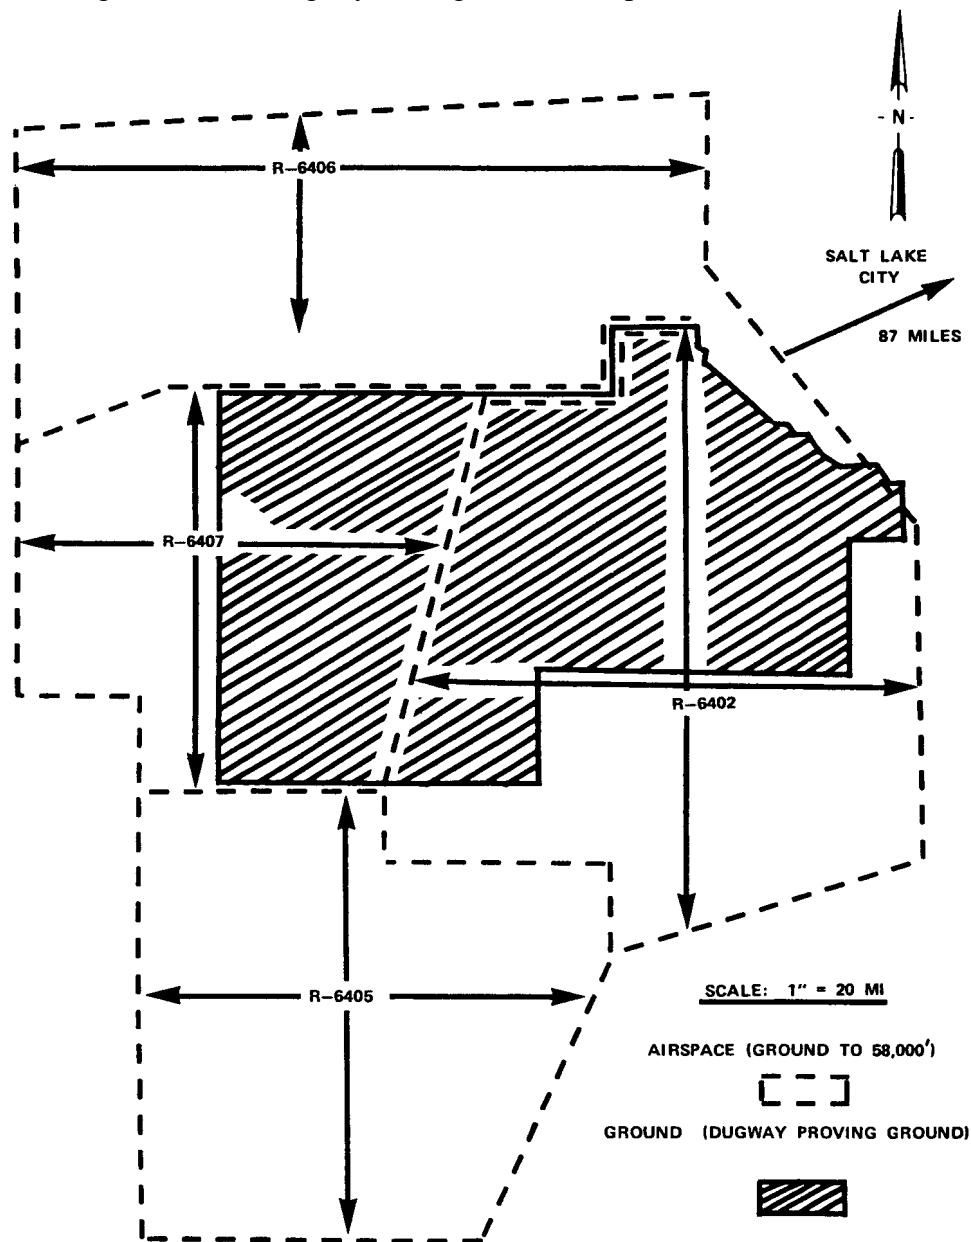 - N -
R-6406
SALT LAKE
CITY
87 MILES
R-6407
R-6402
R-6405
SCALE: 1" = 20 MI
AIRSPACE (GROUND TO 58,000')
GROUND (DUGWAY PROVING GROUND)